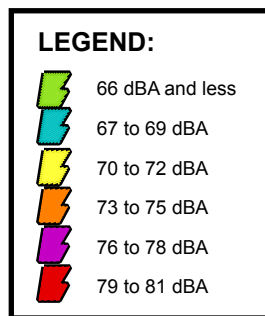 LEGEND:
66 dBA and less
67 to 69 dBA
70 to 72 dBA
73 to 75 dBA
76 to 78 dBA
79 to 81 dBA